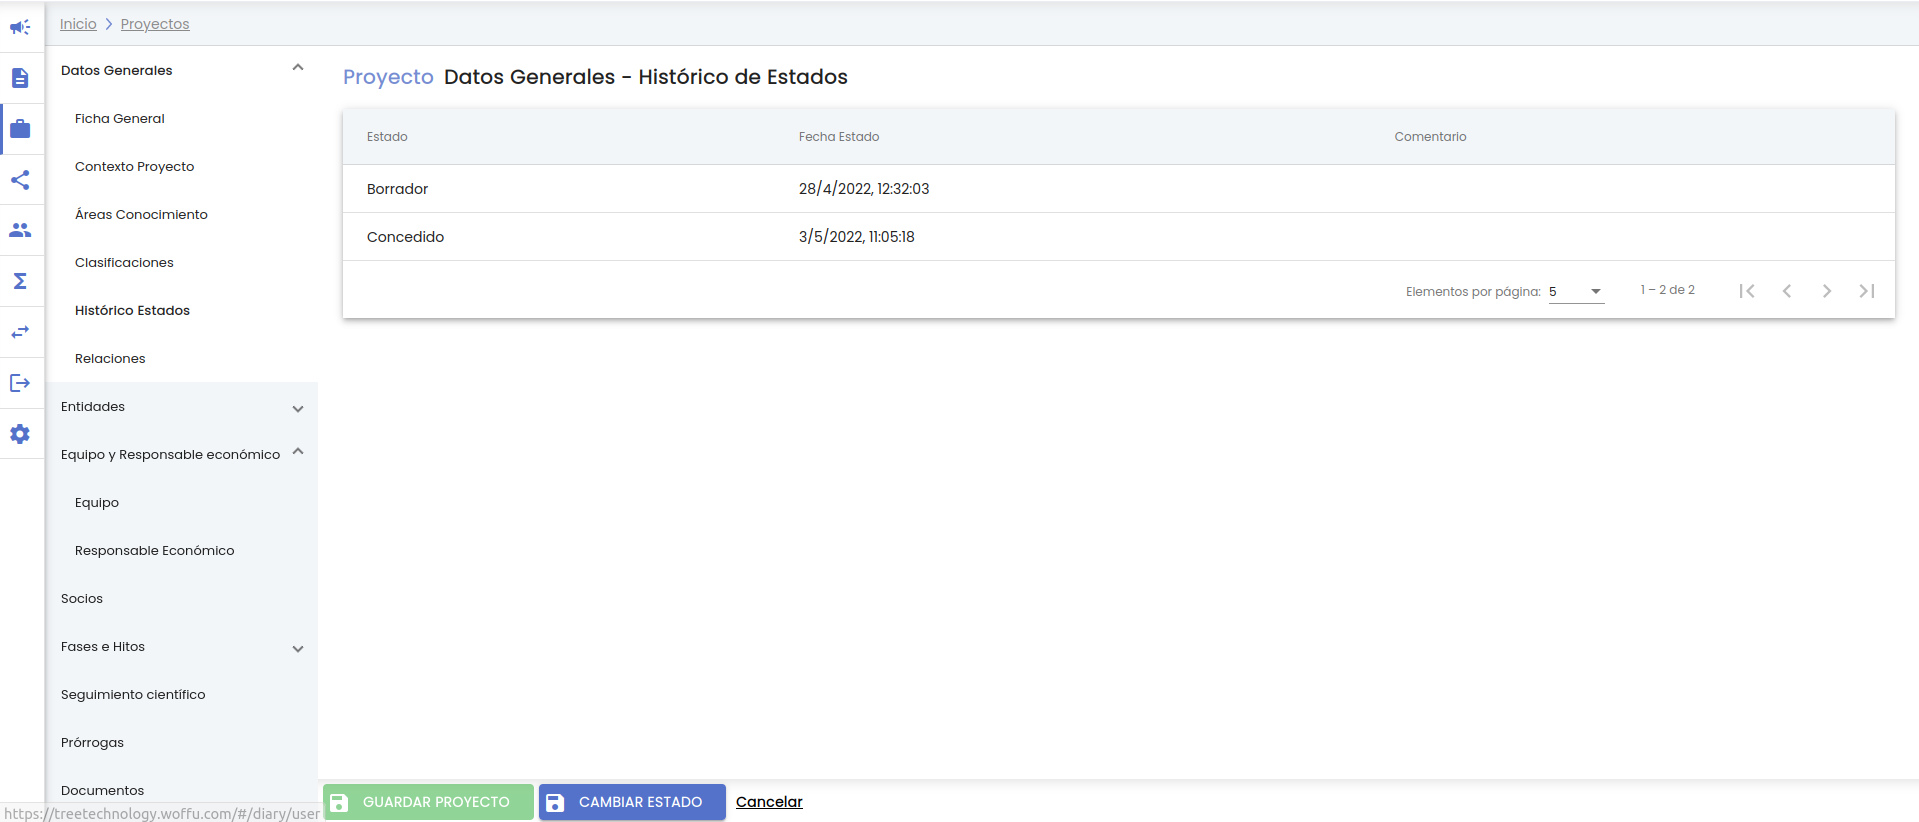 Inicio > Proyectos
Datos Generales
Ficha General
Contexto Proyecto
Áreas Conocimiento
Clasificaciones
Histórico Estados
Relaciones
Entidades
Equipo y Responsable económico
Equipo
Responsable Económico
Socios
Fases e Hitos
Seguimiento científico
Prórrogas
Documentos
https://treetechnology.woffu.com/#/diary/user
Proyecto Datos Generales - Histórico de Estados
Estado Fecha Estado Comentario
Borrador 28/4/2022, 12:32:03
Concedido 3/5/2022, 11:05:18
Elementos por página: 5 1 – 2 de 2
GUARDAR PROYECTO CAMBIAR ESTADO Cancelar